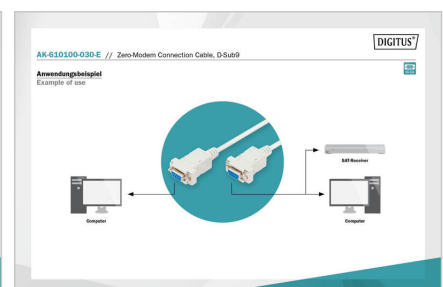 DIGITUS®
AK-610100-030-E // Zero-Modem Connection Cable, D-Sub9
Anwendungsbeispiel
Example of use
SAT-Receiver
Computer
Computer